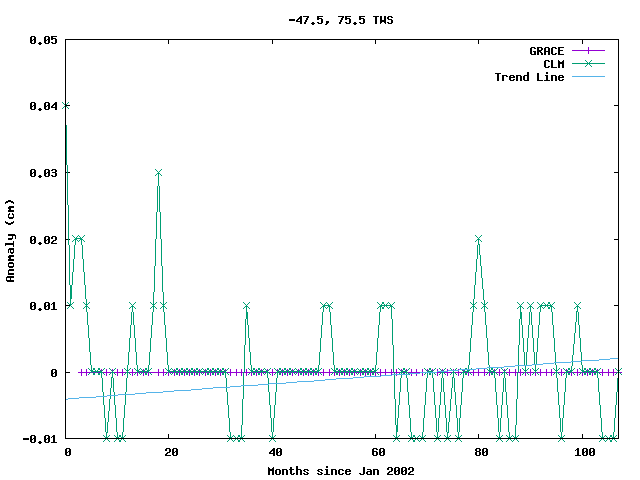 -47.5, 75.5 TWS
GRACE
CLM
Trend Line
0.05
0.04
0.03
0.02
0.01
0
-0.01
Anomaly (cm)
0 20 40 60 80 100
Months since Jan 2002